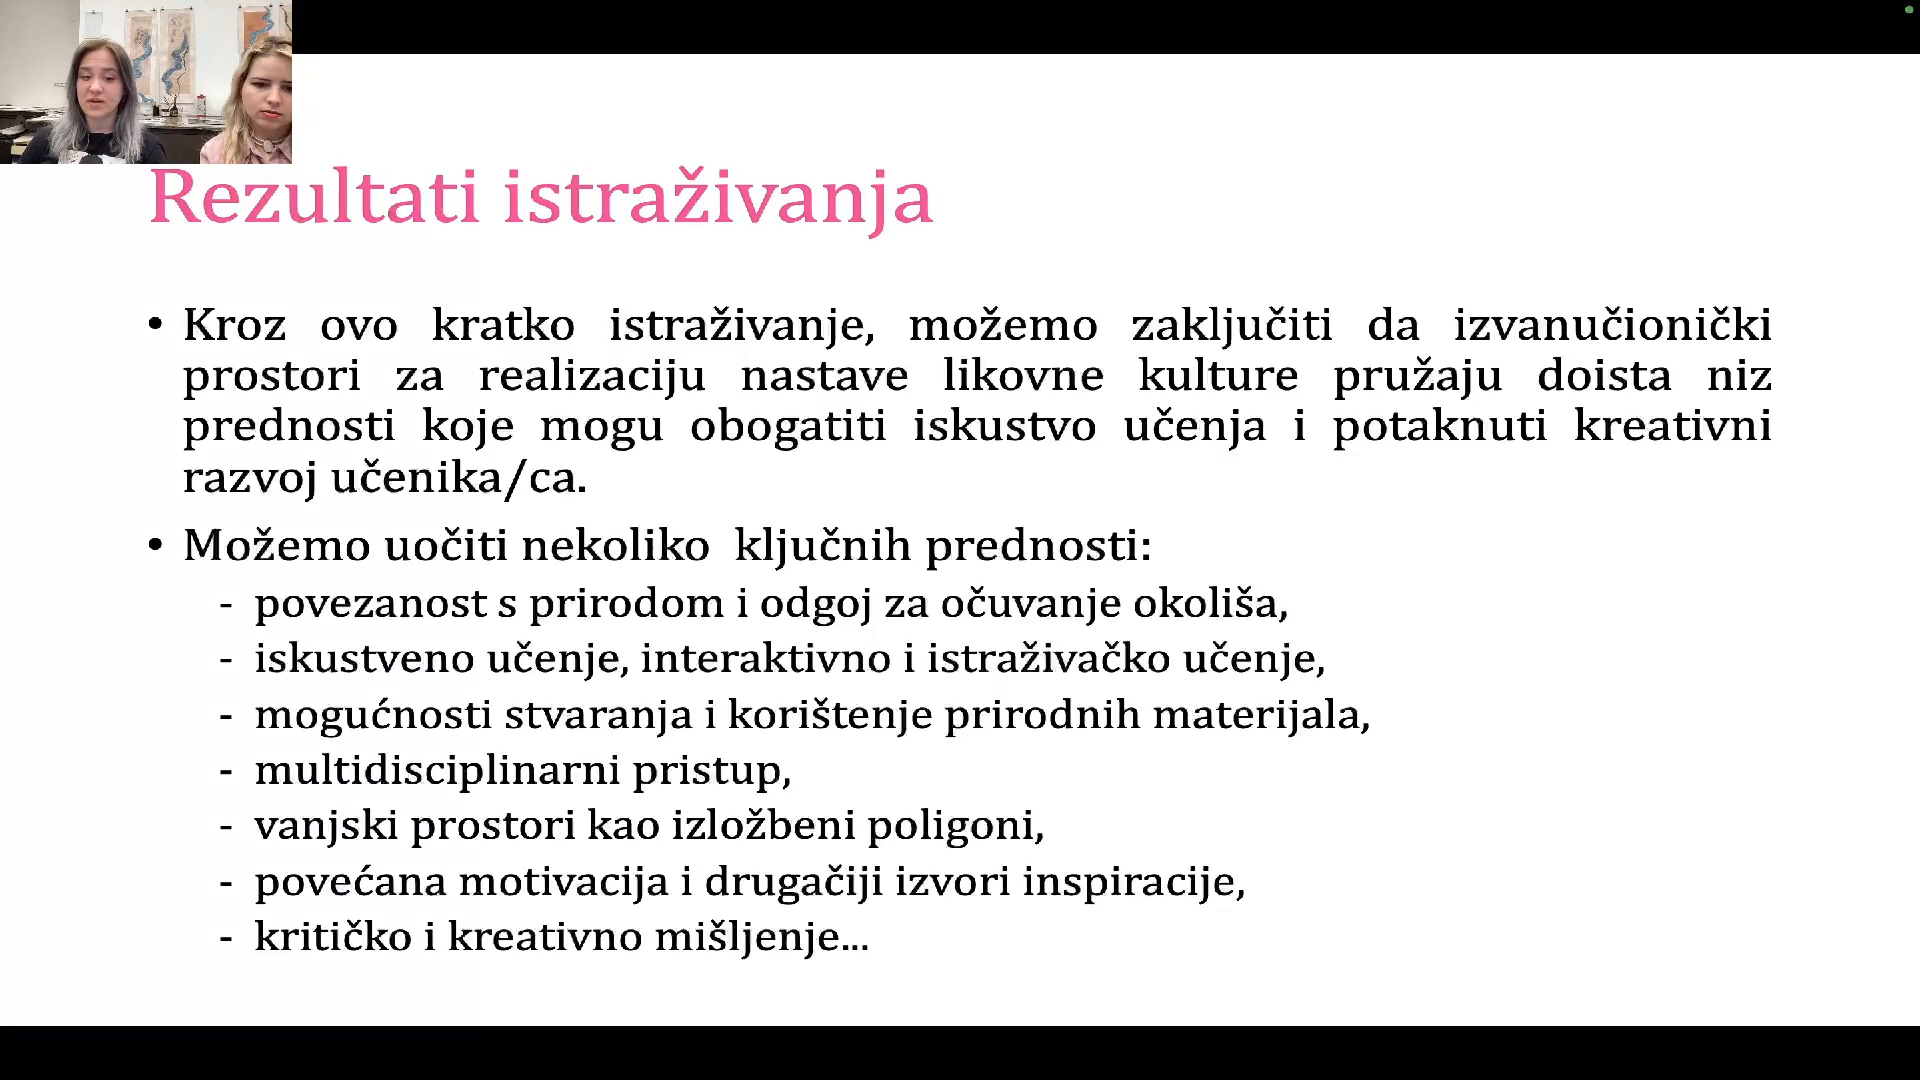 Rezultati istraživanja
• Kroz ovo kratko istraživanje, možemo zaključiti da izvanučionički
prostori za realizaciju nastave likovne kulture pružaju doista niz
prednosti koje mogu obogatiti iskustvo učenja i potaknuti kreativni
razvoj učenika/ca.
• Možemo uočiti nekoliko ključnih prednosti:
- povezanost s prirodom i odgoj za očuvanje okoliša,
- iskustveno učenje, interaktivno i istraživačko učenje,
- mogućnosti stvaranja i korištenje prirodnih materijala,
- multidisciplinarni pristup,
- vanjski prostori kao izložbeni poligoni,
- povećana motivacija i drugačiji izvori inspiracije,
- kritičko i kreativno mišljenje...